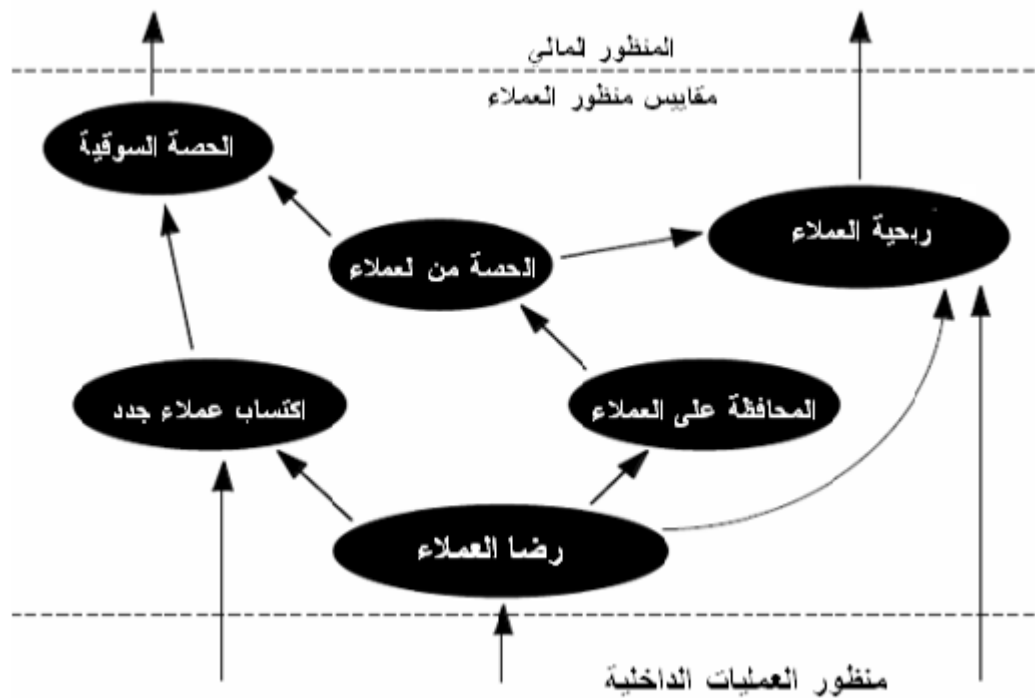 المنظور المالي
مقاييس منظور العملاء
الحصة السوقية
ربحية العملاء
الحصة من لعملاء
اكتساب عملاء جدد
المحافظة على العملاء
رضا العملاء
منظور العمليات الداخلية